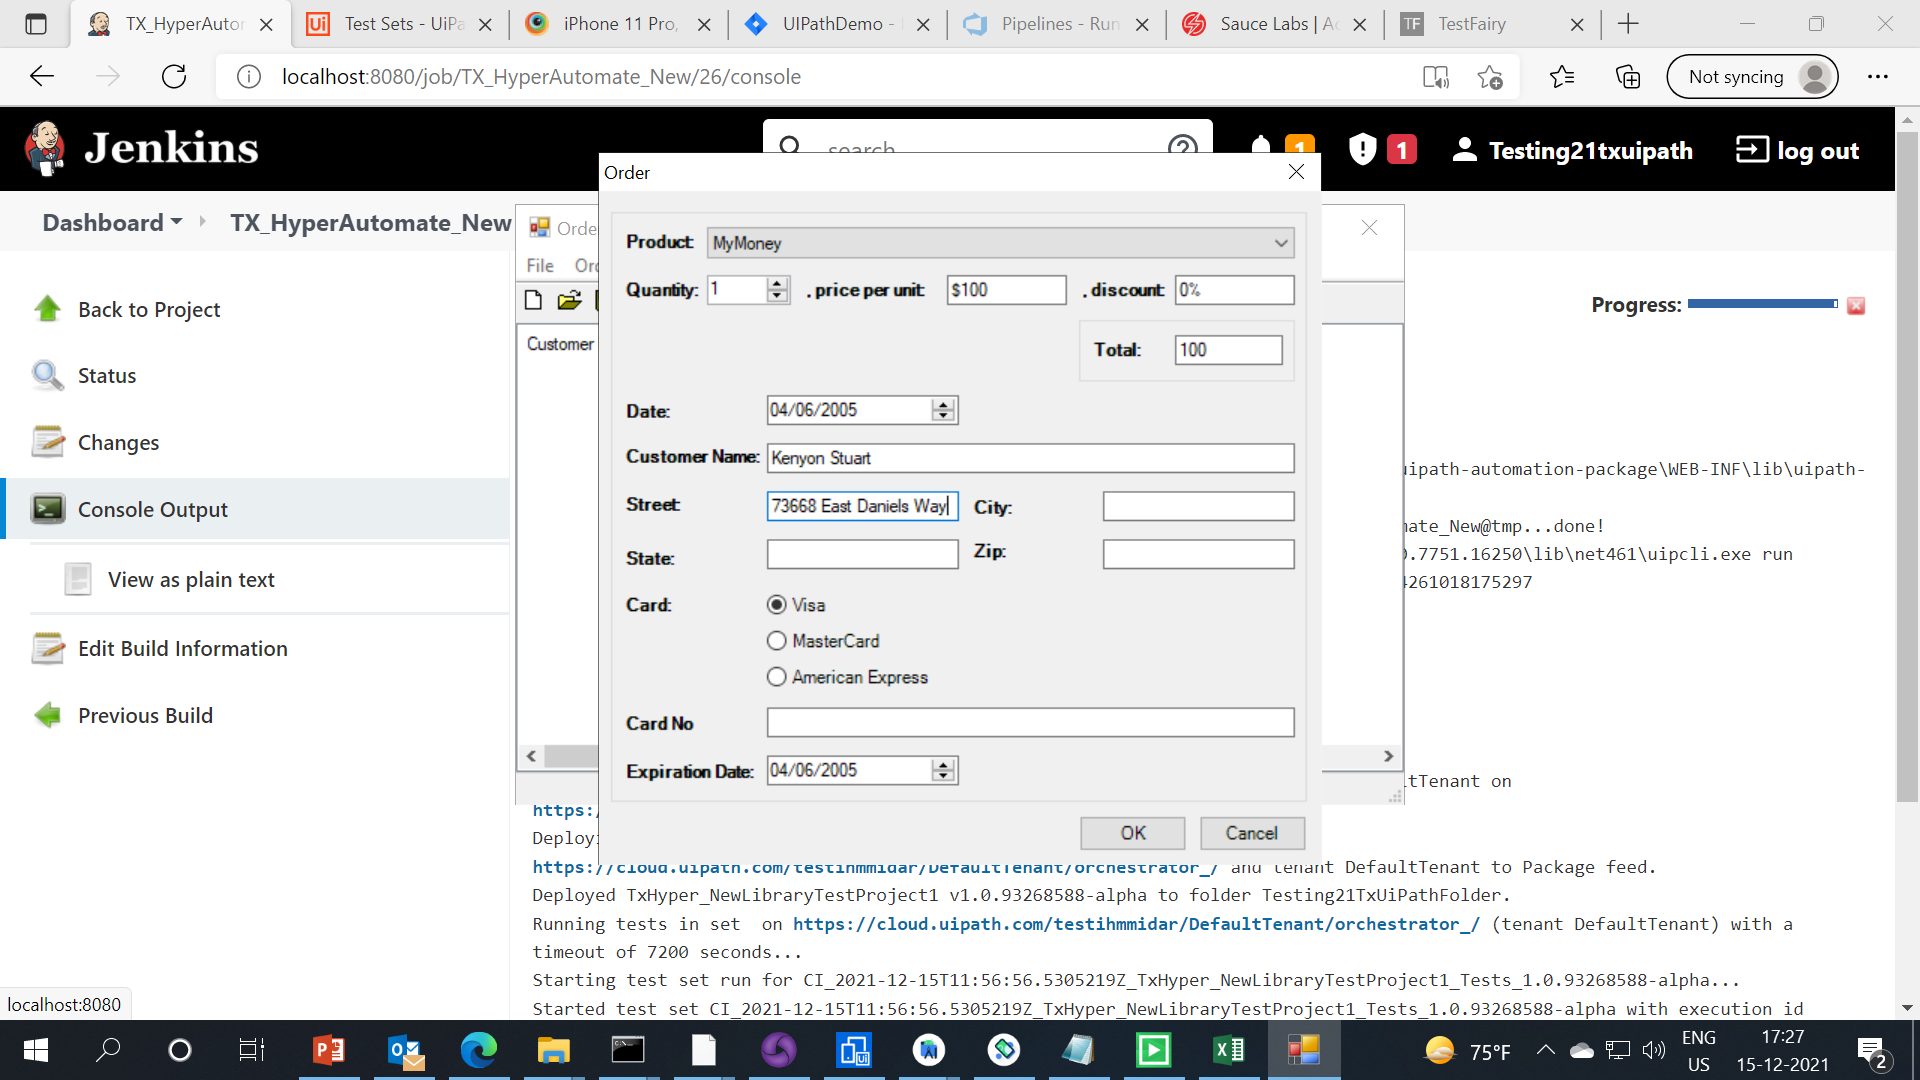 TX_HyperAutor
Test Sets - UiPa
iPhone 11 Pro,
UIPathDemo -
Pipelines - Run
Sauce Labs | Ac
TF TestFairy
localhost:8080/job/TX_HyperAutomate_New/26/console
Not syncing
Jenkins
search
1
1
Testing21txuipath
log out
Dashboard
TX_HyperAutomate_New
Back to Project
Status
Changes
Console Output
View as plain text
Edit Build Information
Previous Build
Orde
File Orc
Customer
Order
Product: MyMoney
Quantity: 1 , price per unit: $100 , discount: 0%
Total: 100
Date: 04/06/2005
Customer Name: Kenyon Stuart
Street: 73668 East Daniels Way City:
State: Zip:
Card: Visa
MasterCard
American Express
Card No
Expiration Date: 04/06/2005
OK Cancel
Progress:
uipath-automation-package\WEB-INF\lib\uipath-
mate_New@tmp...done!
0.7751.16250\lib\net461\uipcli.exe run
4261018175297
ltTenant on
https:/
Deployi
https://cloud.uipath.com/testihmmidar/DefaultTenant/orchestrator_/ and tenant DefaultTenant to Package feed.
Deployed TxHyper_NewLibraryTestProject1 v1.0.93268588-alpha to folder Testing21TxUiPathFolder.
Running tests in set on https://cloud.uipath.com/testihmmidar/DefaultTenant/orchestrator_/ (tenant DefaultTenant) with a
timeout of 7200 seconds...
Starting test set run for CI_2021-12-15T11:56:56.5305219Z_TxHyper_NewLibraryTestProject1_Tests_1.0.93268588-alpha...
Started test set CI_2021-12-15T11:56:56.5305219Z_TxHyper_NewLibraryTestProject1_Tests_1.0.93268588-alpha with execution id
localhost:8080
75°F
ENG
US
17:27
15-12-2021
2